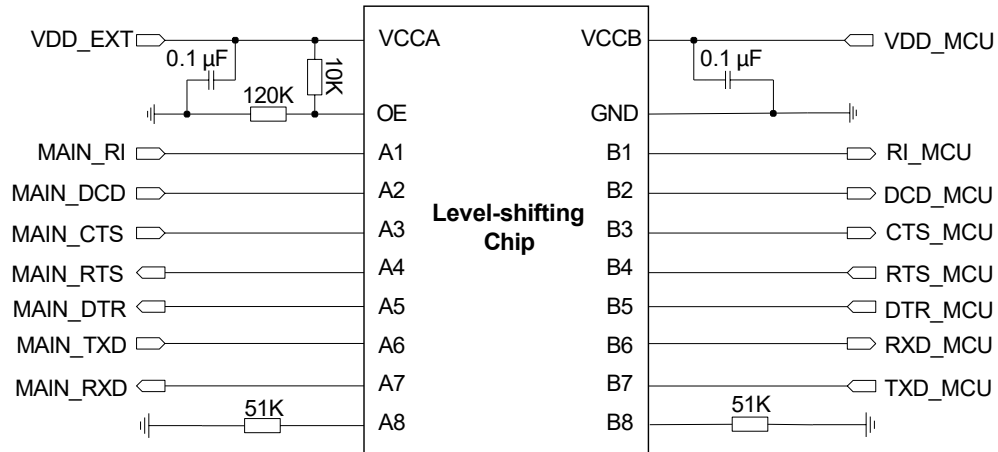 VDD_EXT VCCA VCCB VDD_MCU
0.1 µF 10K 0.1 µF
120K
OE GND
MAIN_RI A1 B1 RI_MCU
MAIN_DCD A2 B2 DCD_MCU
MAIN_CTS A3 Level-shifting B3 CTS_MCU
Chip
MAIN_RTS A4 B4 RTS_MCU
MAIN_DTR A5 B5 DTR_MCU
MAIN_TXD A6 B6 RXD_MCU
MAIN_RXD A7 B7 TXD_MCU
51K A8 B8 51K